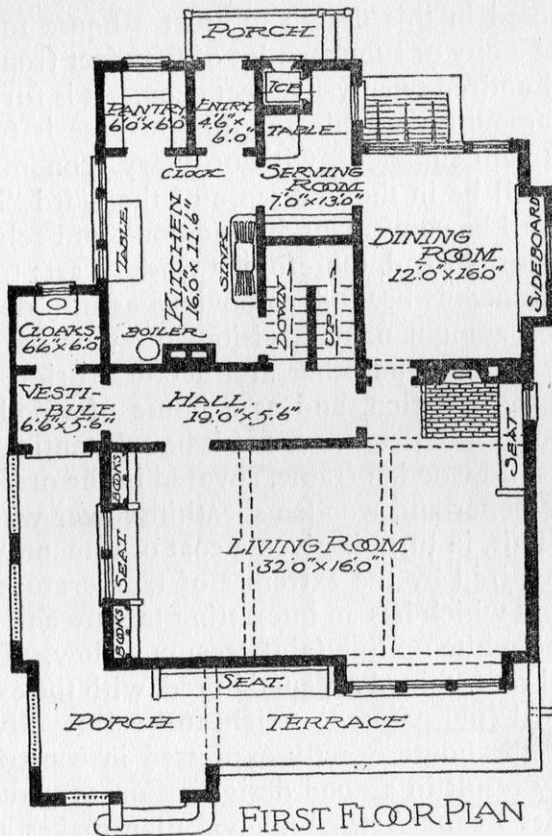 PORCH
PANTRY
6'0"X6'0"
ENTRY
4'6"X
6'0"
ICE
TABLE
CLO'K
SERVING
ROOM
7'0"X13'0"
TABLE
KITCHEN
16'0"X11'6"
SINK
DINING
ROOM
12'0"X16'0"
SIDEBOARD
DOWN
UP
CLOAKS
6'6"X6'0"
BOILER
VESTI-
BULE
6'6"X5'6"
HALL
19'0"X5'6"
SEAT
BOOKS
SEAT
BOOKS
LIVING ROOM
32'0"X16'0"
SEAT
PORCH
TERRACE
FIRST FLOOR PLAN